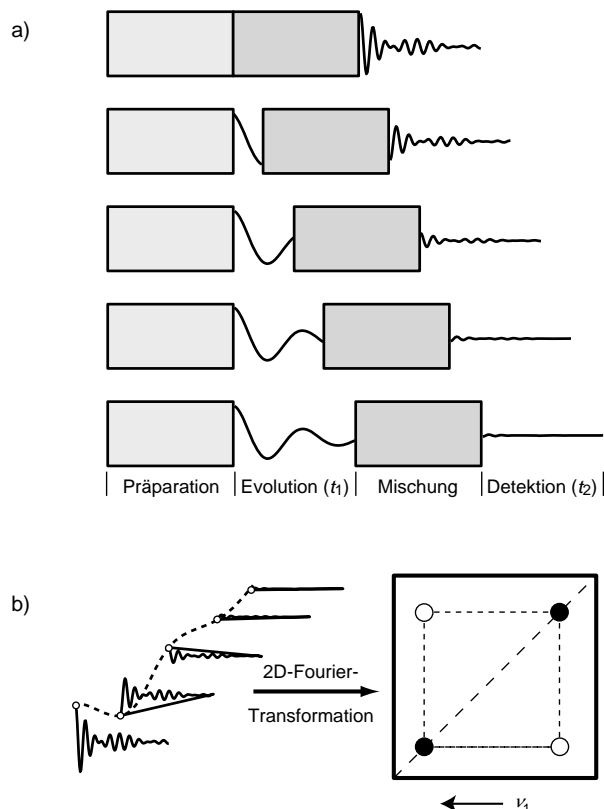 a)
Präparation Evolution (t₁) Mischung Detektion (t₂)
b)
2D-Fourier-
Transformation
ν₁